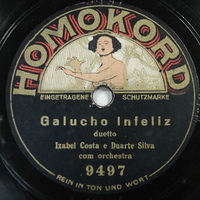 HOMOKORD
EINGETRAGENE SCHUTZMARKE
Galucho Infeliz
duetto
Izabel Costa e Duarte Silva
com orchestra
9497
REIN IN TON UND WORT